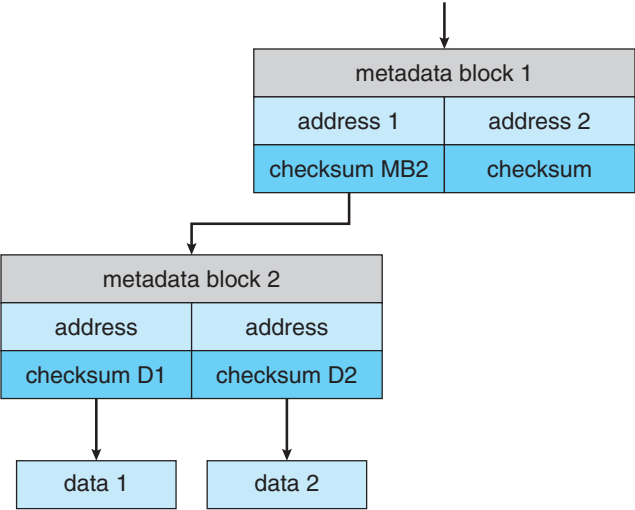 metadata block 1
address 1 address 2
checksum MB2 checksum
metadata block 2
address address
checksum D1 checksum D2
data 1 data 2